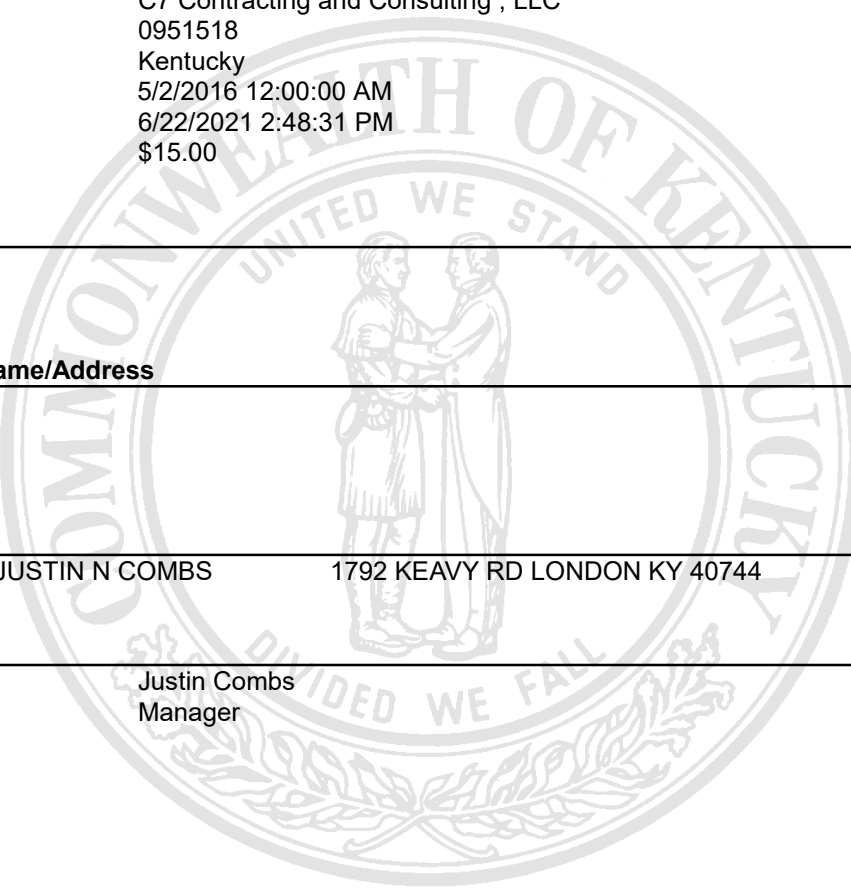 C7 Contracting and Consulting , LLC
0951518
Kentucky
5/2/2016 12:00:00 AM
6/22/2021 2:48:31 PM
$15.00
COMMONWEALTH OF KENTUCKY
UNITED WE STAND
ame/Address
JUSTIN N COMBS 1792 KEAVY RD LONDON KY 40744
DIVIDED WE FALL
Justin Combs
Manager